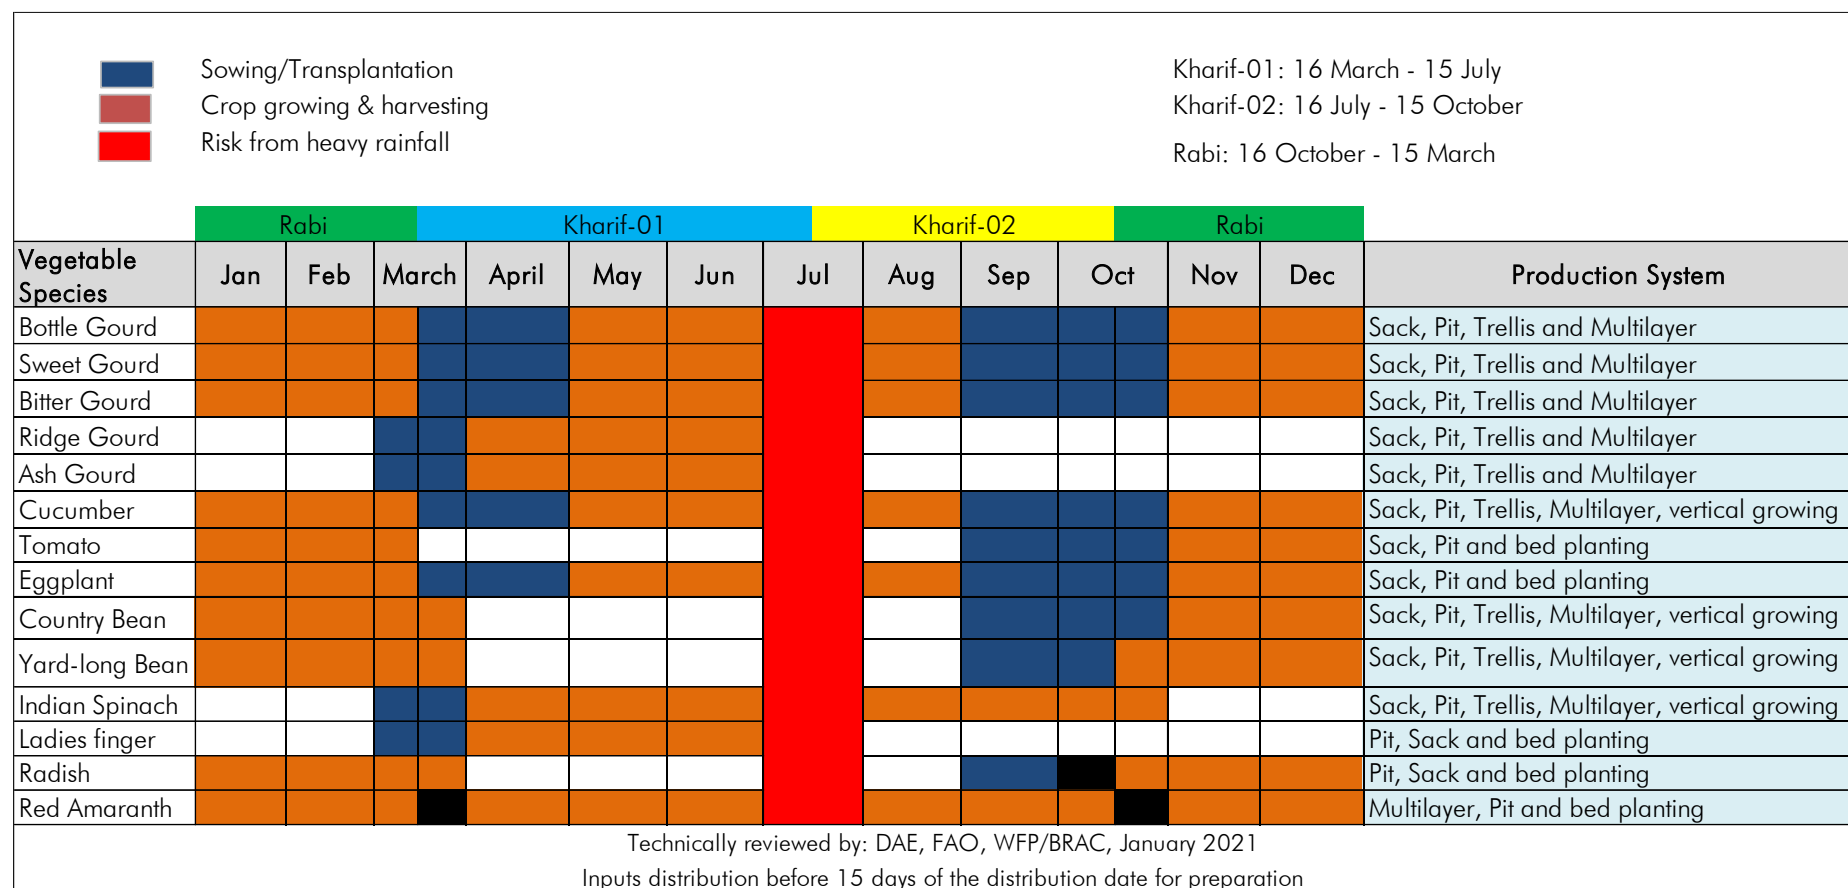 Sowing/Transplantation
Crop growing & harvesting
Risk from heavy rainfall
Kharif-01: 16 March - 15 July
Kharif-02: 16 July - 15 October
Rabi: 16 October - 15 March
Rabi Kharif-01 Kharif-02 Rabi
Vegetable Species Jan Feb March April May Jun Jul Aug Sep Oct Nov Dec Production System
Bottle Gourd Sack, Pit, Trellis and Multilayer
Sweet Gourd Sack, Pit, Trellis and Multilayer
Bitter Gourd Sack, Pit, Trellis and Multilayer
Ridge Gourd Sack, Pit, Trellis and Multilayer
Ash Gourd Sack, Pit, Trellis and Multilayer
Cucumber Sack, Pit, Trellis, Multilayer, vertical growing
Tomato Sack, Pit and bed planting
Eggplant Sack, Pit and bed planting
Country Bean Sack, Pit, Trellis, Multilayer, vertical growing
Yard-long Bean Sack, Pit, Trellis, Multilayer, vertical growing
Indian Spinach Sack, Pit, Trellis, Multilayer, vertical growing
Ladies finger Pit, Sack and bed planting
Radish Pit, Sack and bed planting
Red Amaranth Multilayer, Pit and bed planting
Technically reviewed by: DAE, FAO, WFP/BRAC, January 2021
Inputs distribution before 15 days of the distribution date for preparation